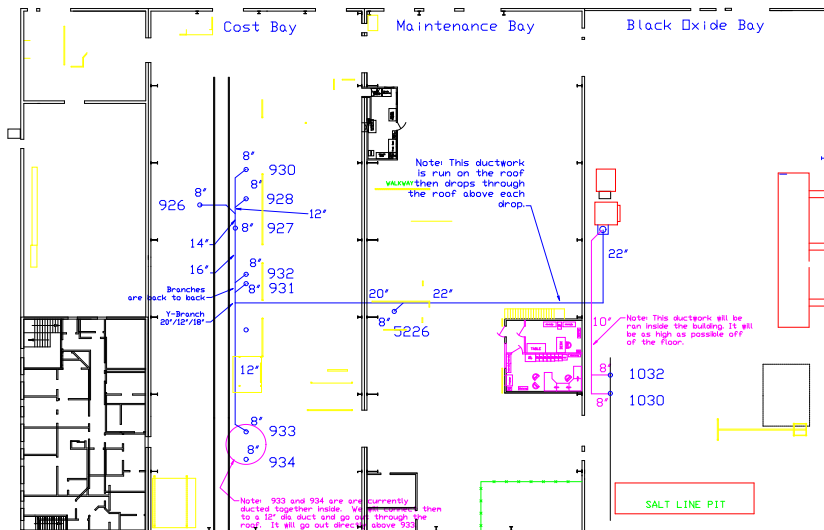 Cost Bay
Maintenance Bay
Black Oxide Bay
8"
930
8"
8"
928
926
12"
8"
927
14"
16"
8"
932
Branches
are back to back
8"
931
Y-Branch
20"/12"/18"
20"
22"
8"
5226
Note: This ductwork
is run on the roof
then drops through
the roof above each
drop.
WALKWAY
22"
10"
Note: This ductwork will be
ran inside the building. It will
be as high as possible off
of the floor.
TABLE
12"
8"
1032
8"
1030
8"
933
8"
934
Note: 933 and 934 are are currently
ducted together inside. We will connect them
to a 12" dia duct and go out through the
roof. It will go out directly above 933
SALT LINE PIT